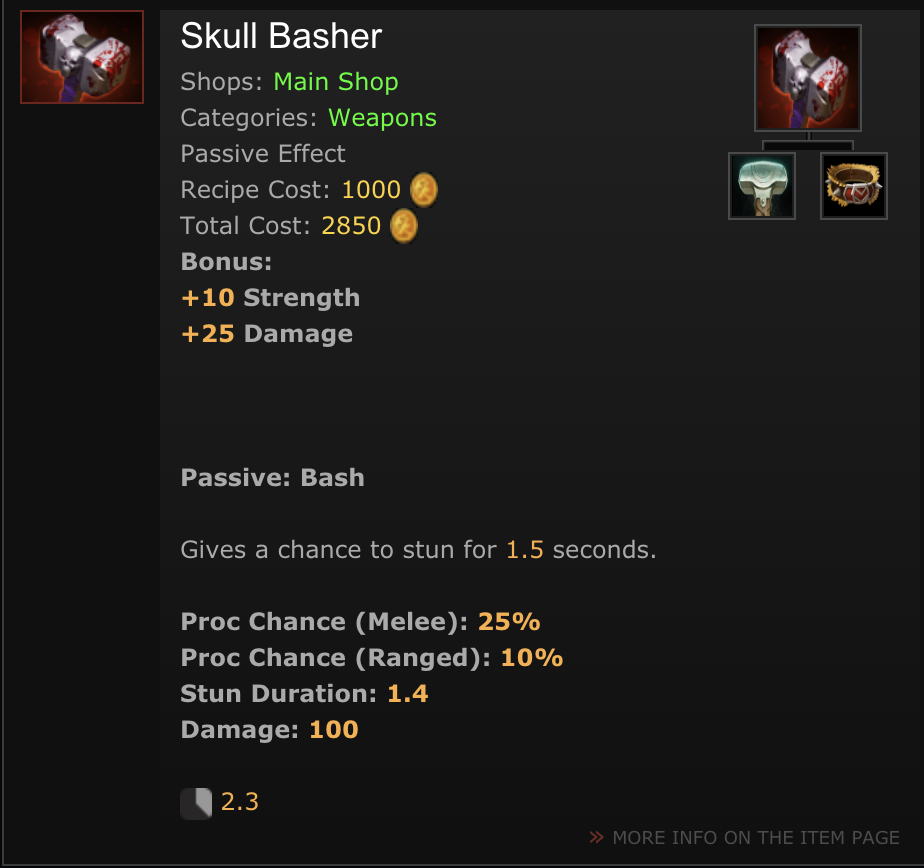 Skull Basher
Shops: Main Shop
Categories: Weapons
Passive Effect
Recipe Cost: 1000
Total Cost: 2850
Bonus:
+10 Strength
+25 Damage
Passive: Bash
Gives a chance to stun for 1.5 seconds.
Proc Chance (Melee): 25%
Proc Chance (Ranged): 10%
Stun Duration: 1.4
Damage: 100
2.3
» MORE INFO ON THE ITEM PAGE